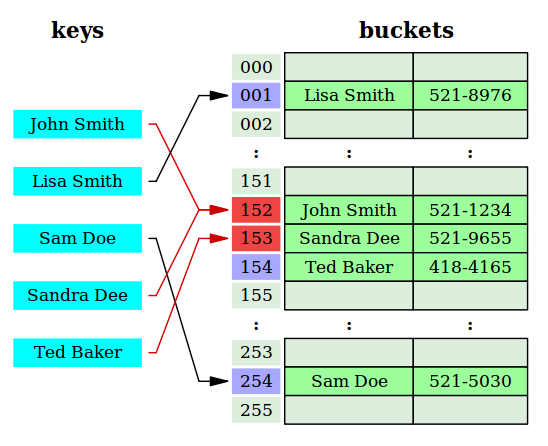 keys buckets
000
001 Lisa Smith 521-8976
002
: : :
151
152 John Smith 521-1234
153 Sandra Dee 521-9655
154 Ted Baker 418-4165
155
: : :
253
254 Sam Doe 521-5030
255
John Smith
Lisa Smith
Sam Doe
Sandra Dee
Ted Baker